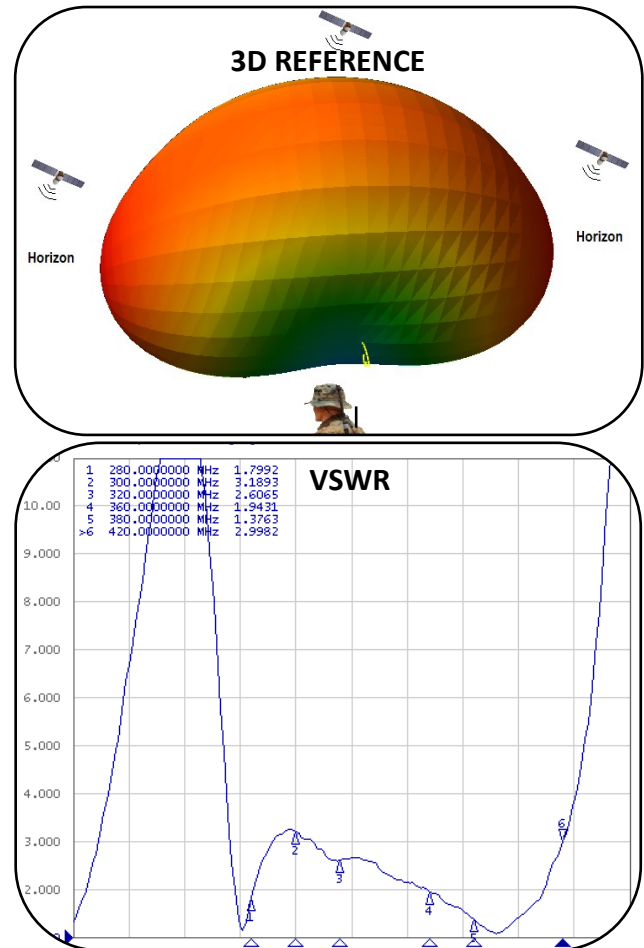 3D REFERENCE
Horizon
Horizon
VSWR
1 280.0000000 MHz 1.7992
2 300.0000000 MHz 3.1893
3 320.0000000 MHz 2.6065
4 360.0000000 MHz 1.9431
5 380.0000000 MHz 1.3763
>6 420.0000000 MHz 2.9982
10.00
9.000
8.000
7.000
6.000
5.000
4.000
3.000
2.000
1
2
3
4
5
6